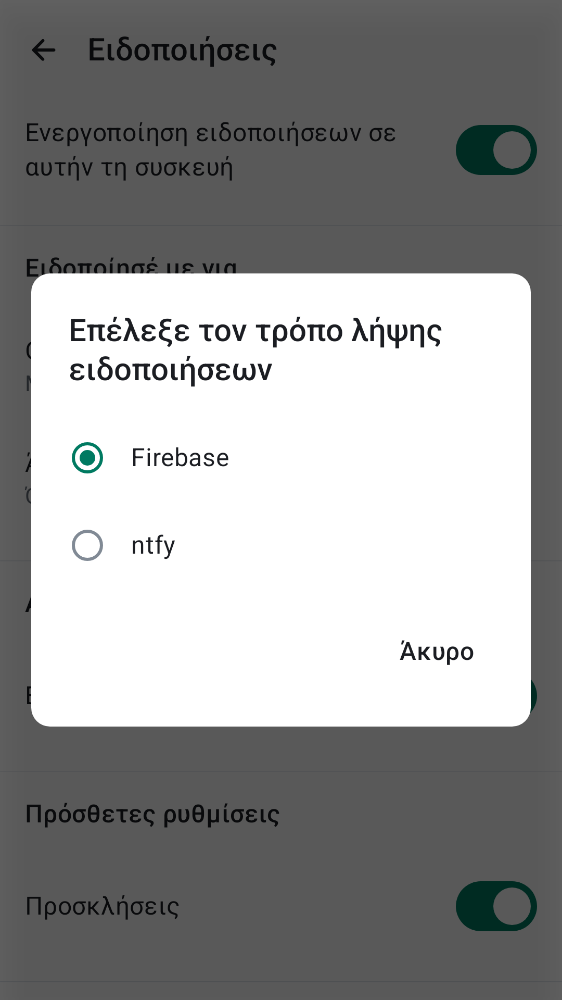 Ειδοποιήσεις
Ενεργοποίηση ειδοποιήσεων σε
αυτήν τη συσκευή
Ειδοποίησέ με για
Επέλεξε τον τρόπο λήψης
ειδοποιήσεων
Firebase
ntfy
Άκυρο
Πρόσθετες ρυθμίσεις
Προσκλήσεις